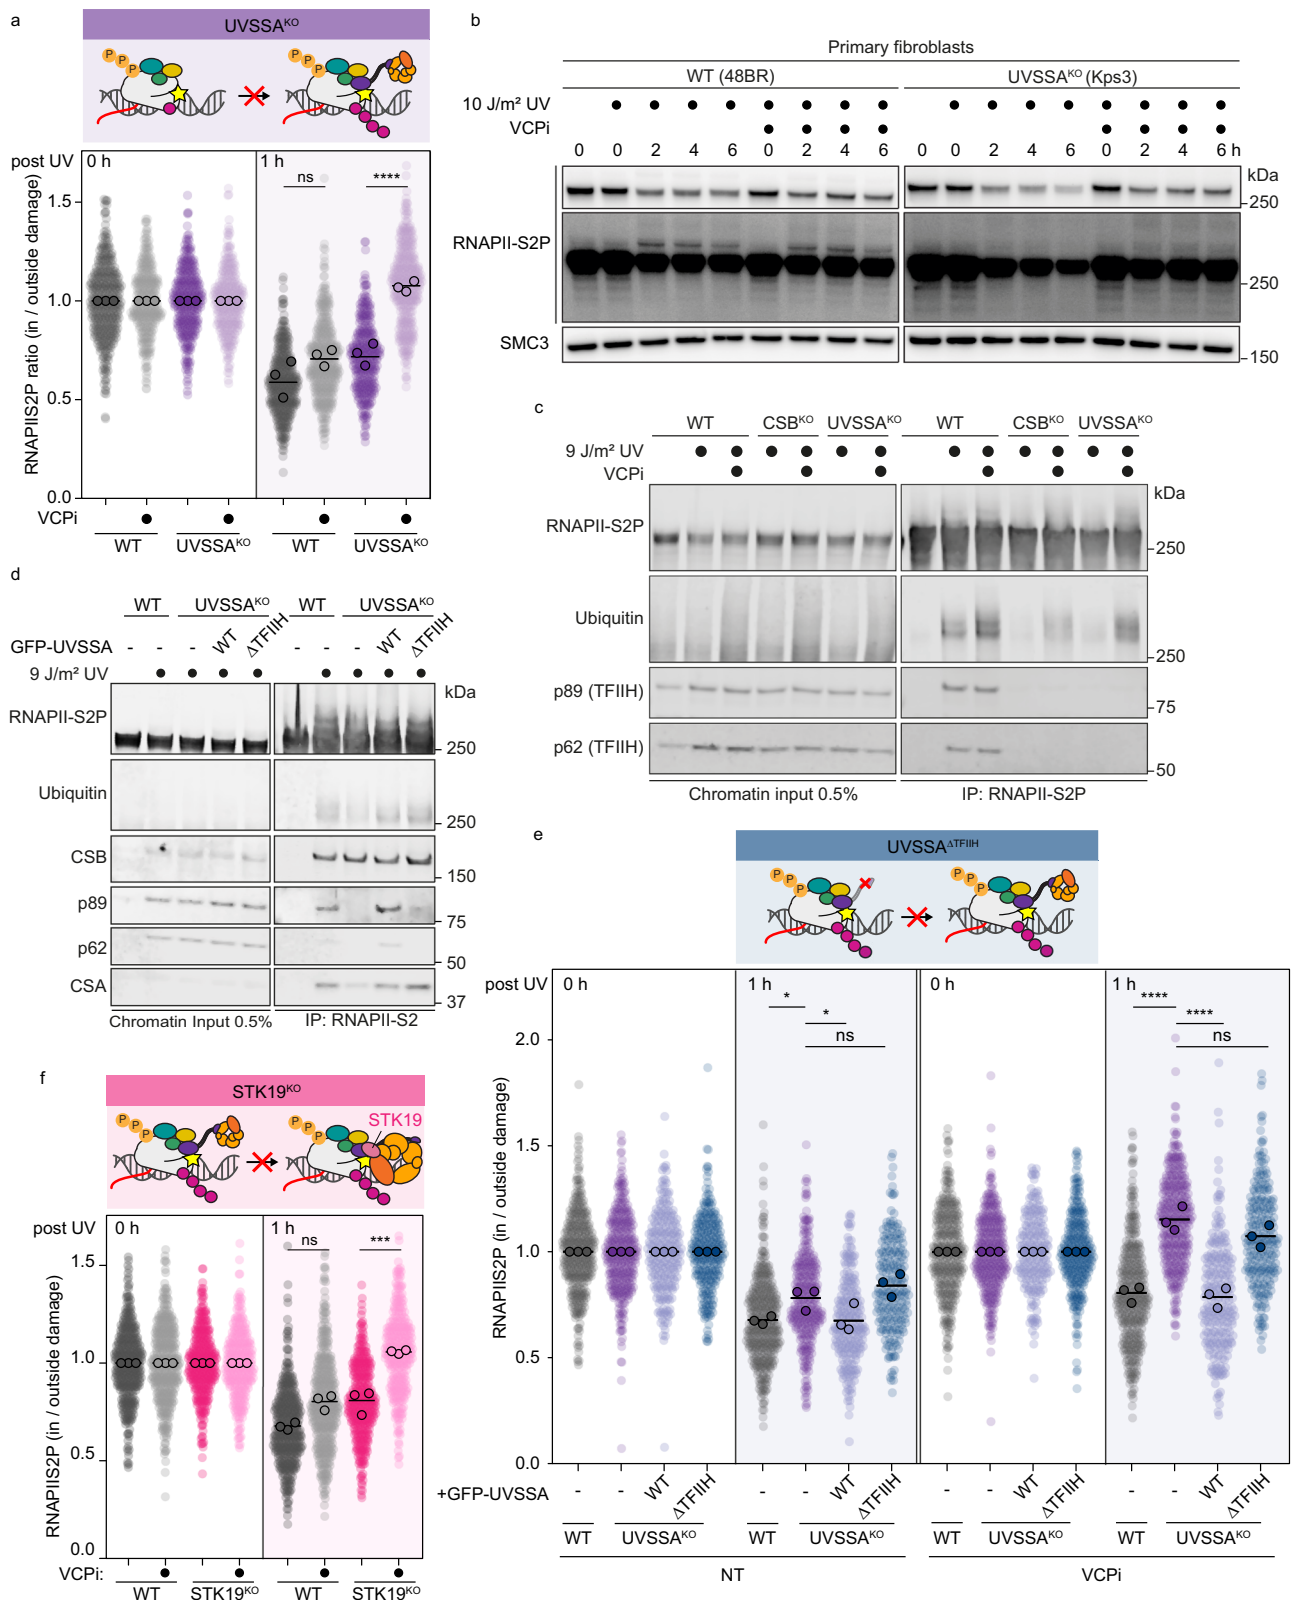 a
UVSSAKO
P P P
P P P
post UV
0 h
1 h
ns
****
RNAPIIS2P ratio (in / outside damage)
1.5
1.0
0.5
0.0
VCPi
WT
UVSSAKO
WT
UVSSAKO
b
Primary fibroblasts
WT (48BR)
UVSSAKO (Kps3)
10 J/m² UV
VCPi
0 0 2 4 6 0 2 4 6 0 0 2 4 6 0 2 4 6 h
kDa
250
RNAPII-S2P
250
SMC3
150
c
WT CSBKO UVSSAKO WT CSBKO UVSSAKO
9 J/m² UV
VCPi
kDa
RNAPII-S2P
250
Ubiquitin
250
p89 (TFIIH)
75
p62 (TFIIH)
50
Chromatin input 0.5%
IP: RNAPII-S2P
d
WT UVSSAKO WT UVSSAKO
GFP-UVSSA
- - - WT ΔTFIIH - - - WT ΔTFIIH
9 J/m² UV
kDa
RNAPII-S2P
250
Ubiquitin
250
CSB
150
p89
75
p62
50
CSA
37
Chromatin Input 0.5%
IP: RNAPII-S2
e
UVSSAΔTFIIH
P P P
P P P
post UV
0 h
1 h
0 h
1 h
*
*
ns
****
****
ns
RNAPIIS2P (in / outside damage)
2.0
1.5
1.0
0.5
0.0
+GFP-UVSSA
- - WT ΔTFIIH - - WT ΔTFIIH - - WT ΔTFIIH - - WT ΔTFIIH
WT UVSSAKO WT UVSSAKO WT UVSSAKO WT UVSSAKO
NT
VCPi
f
STK19KO
P P P
P P P
STK19
post UV
0 h
1 h
ns
***
RNAPIIS2P (in / outside damage)
1.5
1.0
0.5
0.0
VCPi:
WT
STK19KO
WT
STK19KO